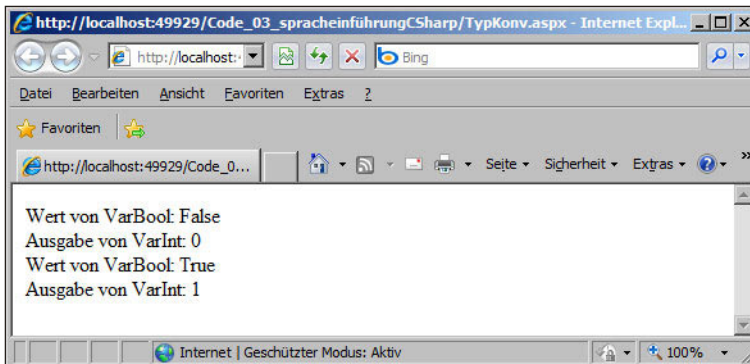 http://localhost:49929/Code_03_spracheinführungCSharp/TypKonv.aspx - Internet Expl...
http://localhost:
Bing
Datei Bearbeiten Ansicht Favoriten Extras ?
Favoriten
http://localhost:49929/Code_0... Seite Sicherheit Extras »
Wert von VarBool: False
Ausgabe von VarInt: 0
Wert von VarBool: True
Ausgabe von VarInt: 1
Internet | Geschützter Modus: Aktiv 100%